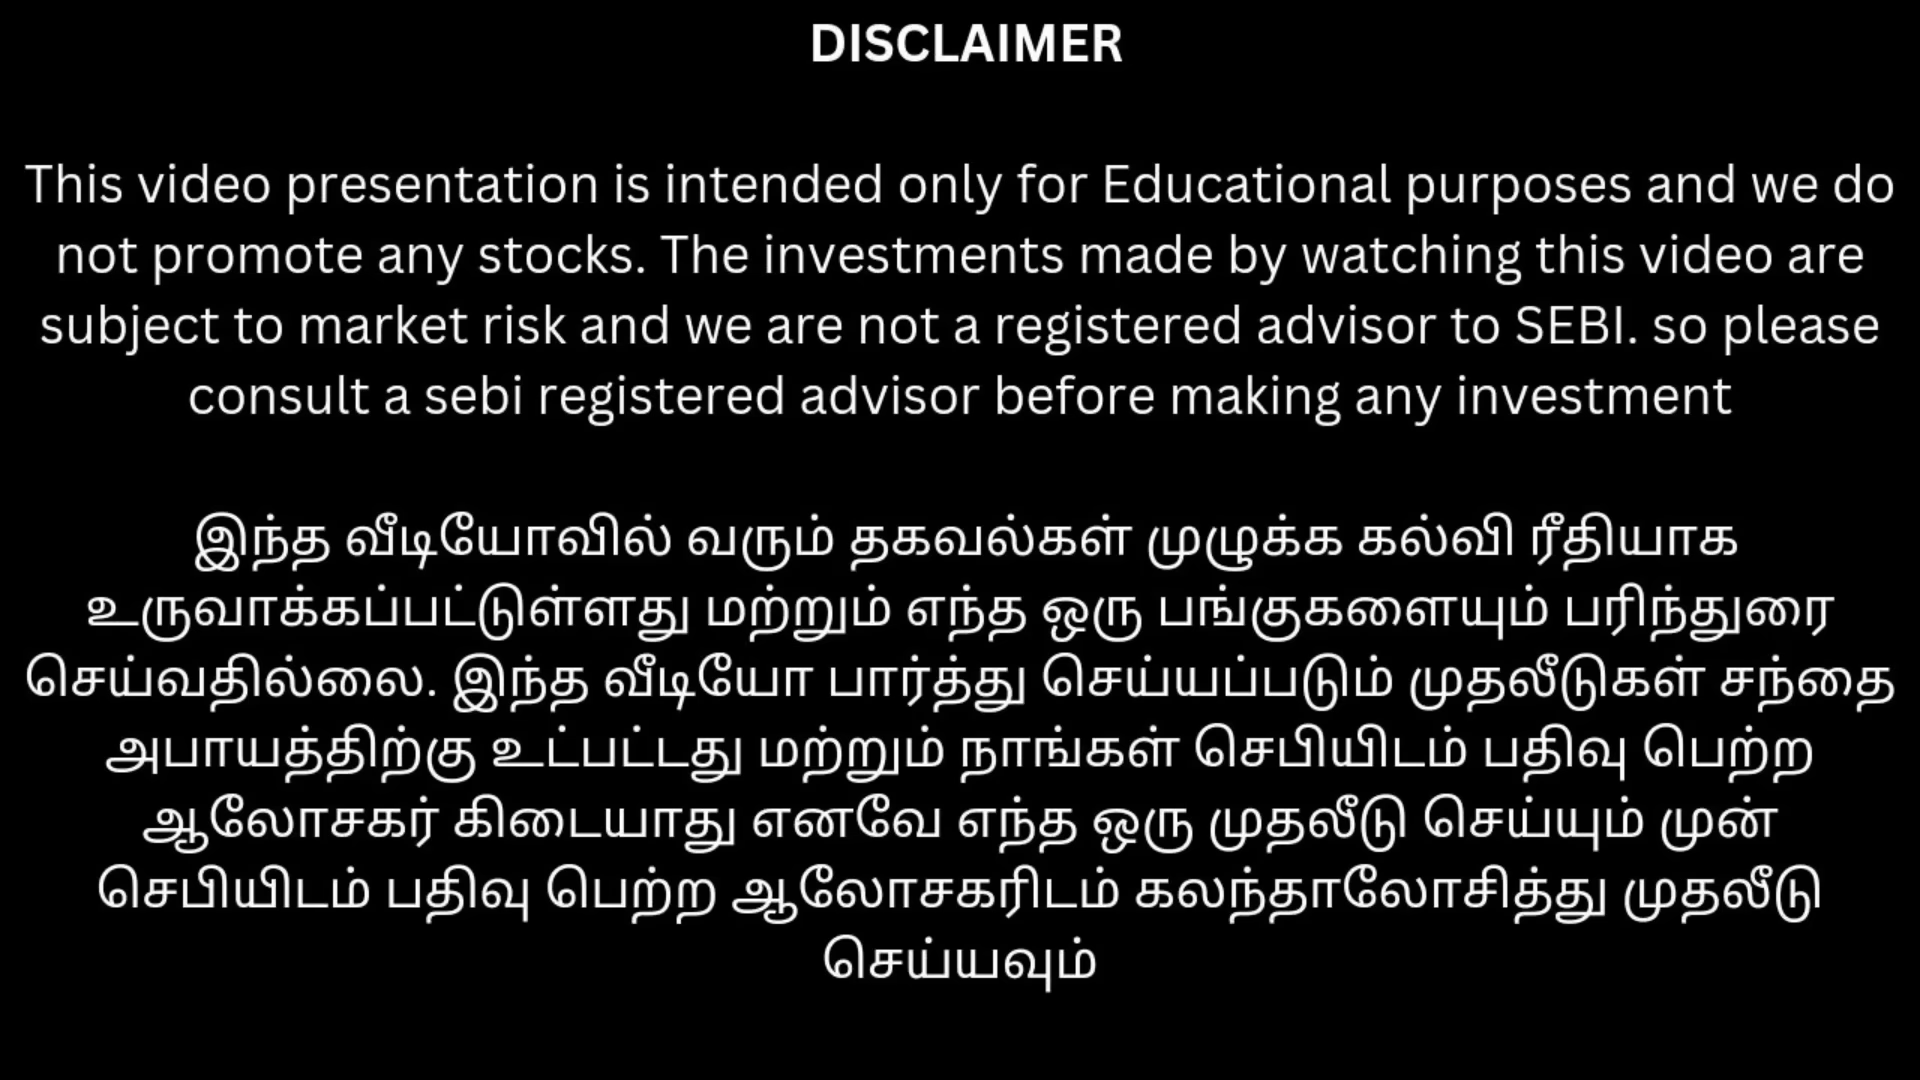 DISCLAIMER
This video presentation is intended only for Educational purposes and we do
not promote any stocks. The investments made by watching this video are
subject to market risk and we are not a registered advisor to SEBI. so please
consult a sebi registered advisor before making any investment
இந்த வீடியோவில் வரும் தகவல்கள் முழுக்க கல்வி ரீதியாக
உருவாக்கப்பட்டுள்ளது மற்றும் எந்த ஒரு பங்குகளையும் பரிந்துரை
செய்வதில்லை. இந்த வீடியோ பார்த்து செய்யப்படும் முதலீடுகள் சந்தை
அபாயத்திற்கு உட்பட்டது மற்றும் நாங்கள் செபியிடம் பதிவு பெற்ற
ஆலோசகர் கிடையாது எனவே எந்த ஒரு முதலீடு செய்யும் முன்
செபியிடம் பதிவு பெற்ற ஆலோசகரிடம் கலந்தாலோசித்து முதலீடு
செய்யவும்